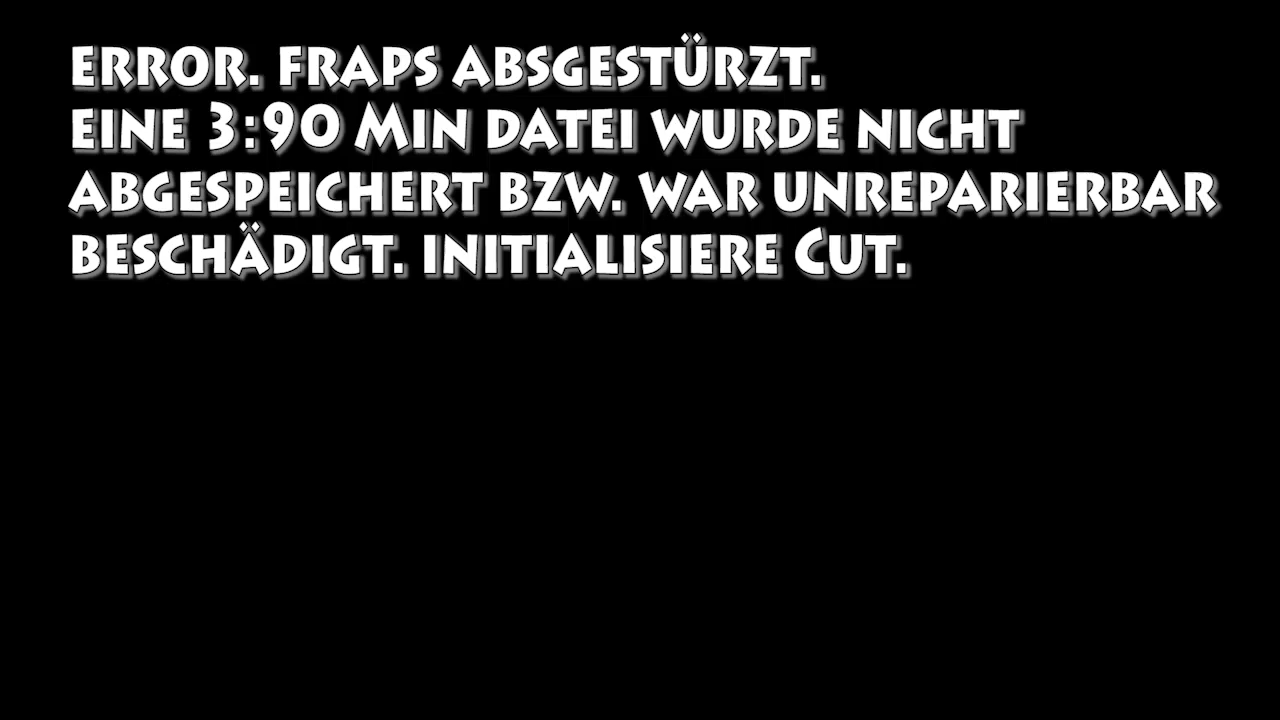 ERROR. FRAPS ABSGESTÜRZT.
EINE 3:90 MIN DATEI WURDE NICHT
ABGESPEICHERT BZW. WAR UNREPARIERBAR
BESCHÄDIGT. INITIALISIERE CUT.